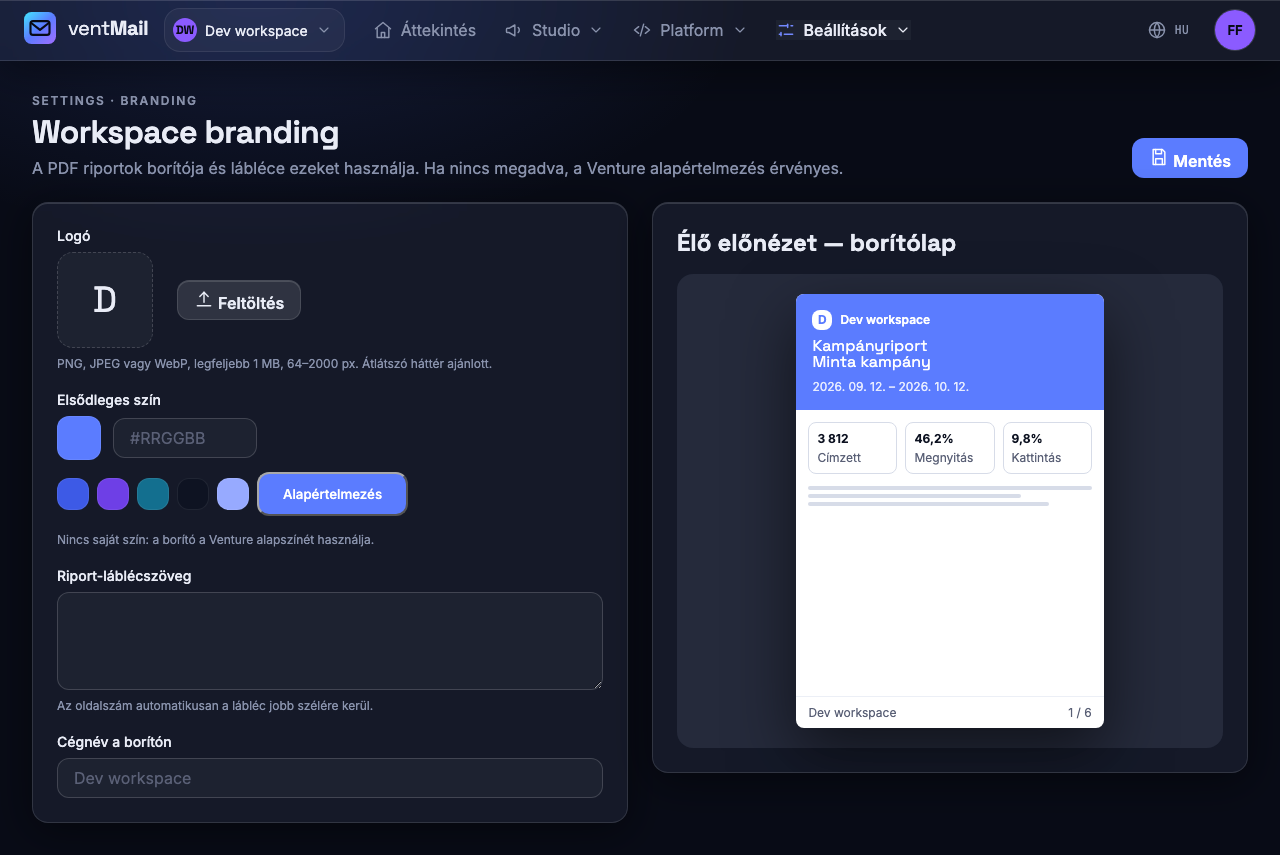 ventMail
DW
Dev workspace
Áttekintés
Studio
Platform
Beállítások
HU
FF
SETTINGS · BRANDING
Workspace branding
A PDF riportok borítója és lábléce ezeket használja. Ha nincs megadva, a Venture alapértelmezés érvényes.
Mentés
Logó
D
Feltöltés
PNG, JPEG vagy WebP, legfeljebb 1 MB, 64–2000 px. Átlátszó háttér ajánlott.
Elsődleges szín
#RRGGBB
Alapértelmezés
Nincs saját szín: a borító a Venture alapszínét használja.
Riport-láblécszöveg
Az oldalszám automatikusan a lábléc jobb szélére kerül.
Cégnév a borítón
Dev workspace
Élő előnézet — borítólap
D
Dev workspace
Kampányriport
Minta kampány
2026. 09. 12. – 2026. 10. 12.
3 812
Címzett
46,2%
Megnyitás
9,8%
Kattintás
Dev workspace
1 / 6